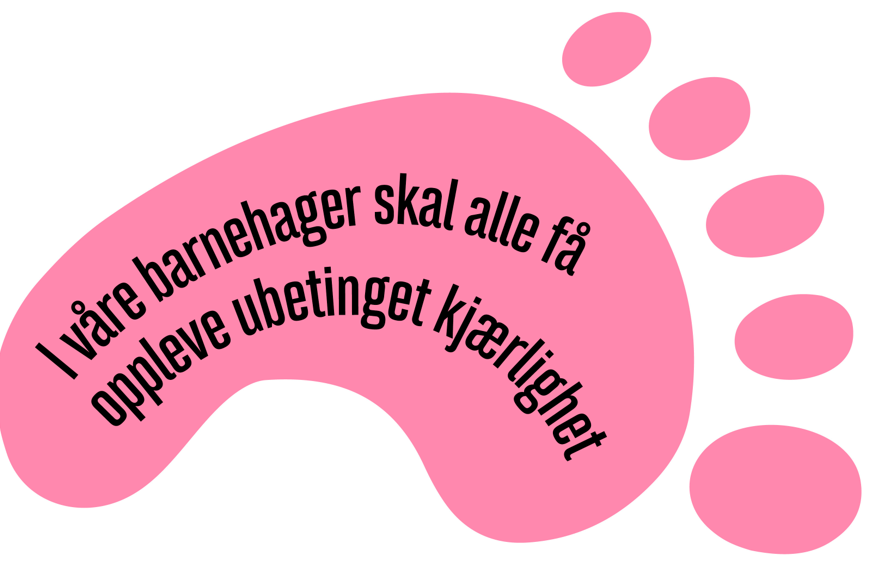 I våre barnehager skal alle få
oppleve ubetinget kjærlighet